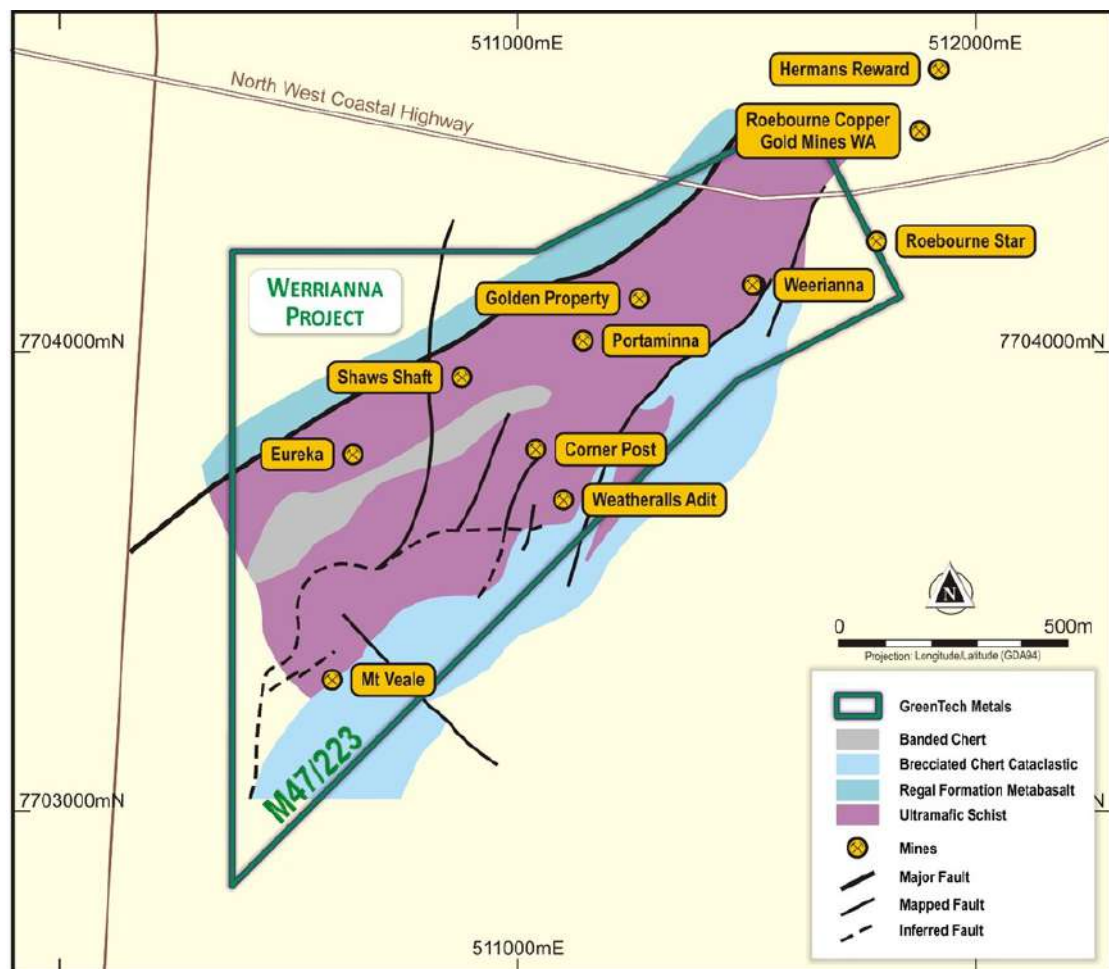 511000mE
512000mE
Hermans Reward
North West Coastal Highway
Roebourne Copper
Gold Mines WA
Roebourne Star
WERRIANNA
PROJECT
Golden Property
Weerianna
7704000mN
7704000mN
Portaminna
Shaws Shaft
Eureka
Corner Post
Weatheralls Adit
N
0
500m
Projection: Longitude/Latitude (GDA94)
Mt Veale
M47/223
GreenTech Metals
Banded Chert
Brecciated Chert Cataclastic
Regal Formation Metabasalt
Ultramafic Schist
Mines
Major Fault
Mapped Fault
Inferred Fault
7703000mN
511000mE